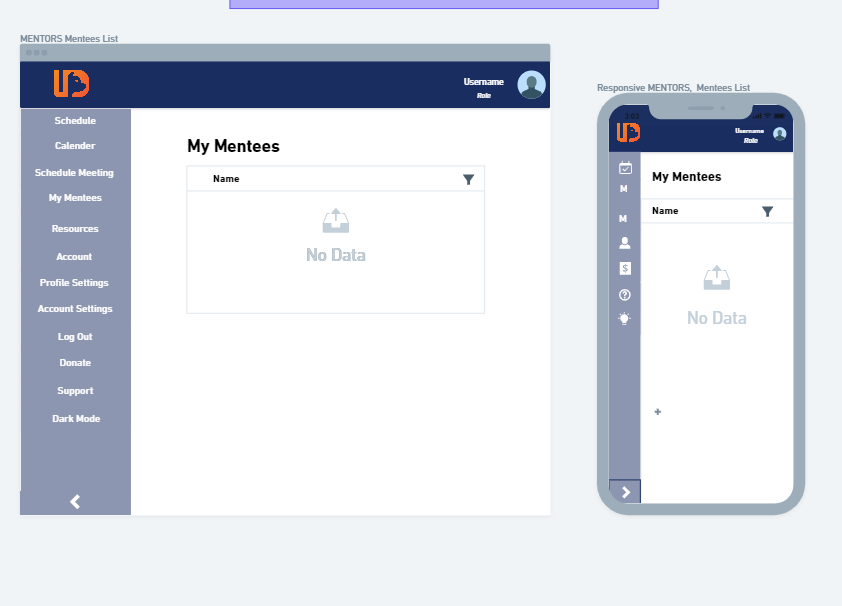 MENTORS Mentees List
Username
Role
Schedule
Calender
Schedule Meeting
My Mentees
Resources
Account
Profile Settings
Account Settings
Log Out
Donate
Support
Dark Mode
My Mentees
Name
No Data
Responsive MENTORS, Mentees List
Username
Role
M
M
$
?
My Mentees
Name
No Data
+